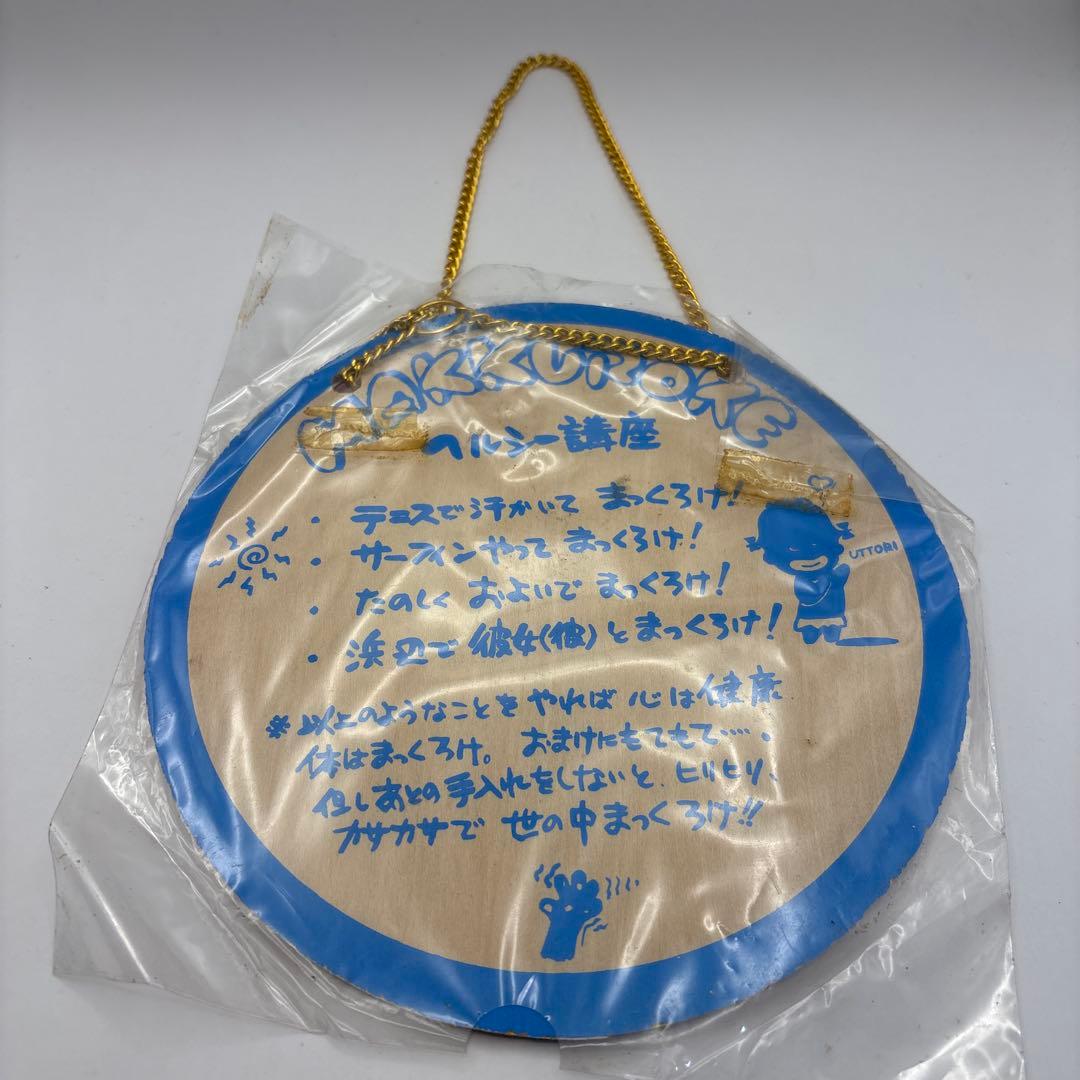 MAKKUROKE
ヘルシー講座
・テニスで汗かいて まっくろけ!
・サーフィンやって まっくろけ!
・たのしく およいで まっくろけ!
・浜辺で彼女(彼)とまっくろけ!
UTTORI
※以上のようなことをやれば心は健康
体はまっくろけ。おまけにもてもて・・・・・
但しあとの手入れをしないと、ヒリヒリ、
カサカサで 世の中まっくろけ!!